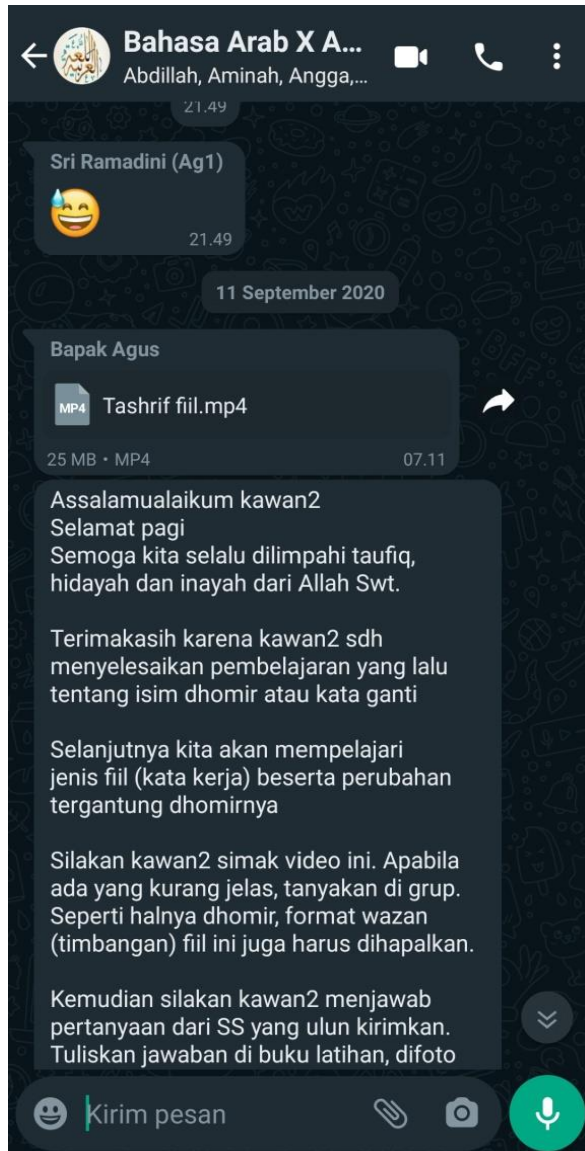 Bahasa Arab X A...
Abdillah, Aminah, Angga,...
21.49
Sri Ramadini (Ag1)
21.49
11 September 2020
Bapak Agus
MP4 Tashrif fiil.mp4
25 MB • MP4 07.11
Assalamualaikum kawan2
Selamat pagi
Semoga kita selalu dilimpahi taufiq,
hidayah dan inayah dari Allah Swt.
Terimakasih karena kawan2 sdh
menyelesaikan pembelajaran yang lalu
tentang isim dhomir atau kata ganti
Selanjutnya kita akan mempelajari
jenis fiil (kata kerja) beserta perubahan
tergantung dhomirnya
Silakan kawan2 simak video ini. Apabila
ada yang kurang jelas, tanyakan di grup.
Seperti halnya dhomir, format wazan
(timbangan) fiil ini juga harus dihapalkan.
Kemudian silakan kawan2 menjawab
pertanyaan dari SS yang ulun kirimkan.
Tuliskan jawaban di buku latihan, difoto
Kirim pesan